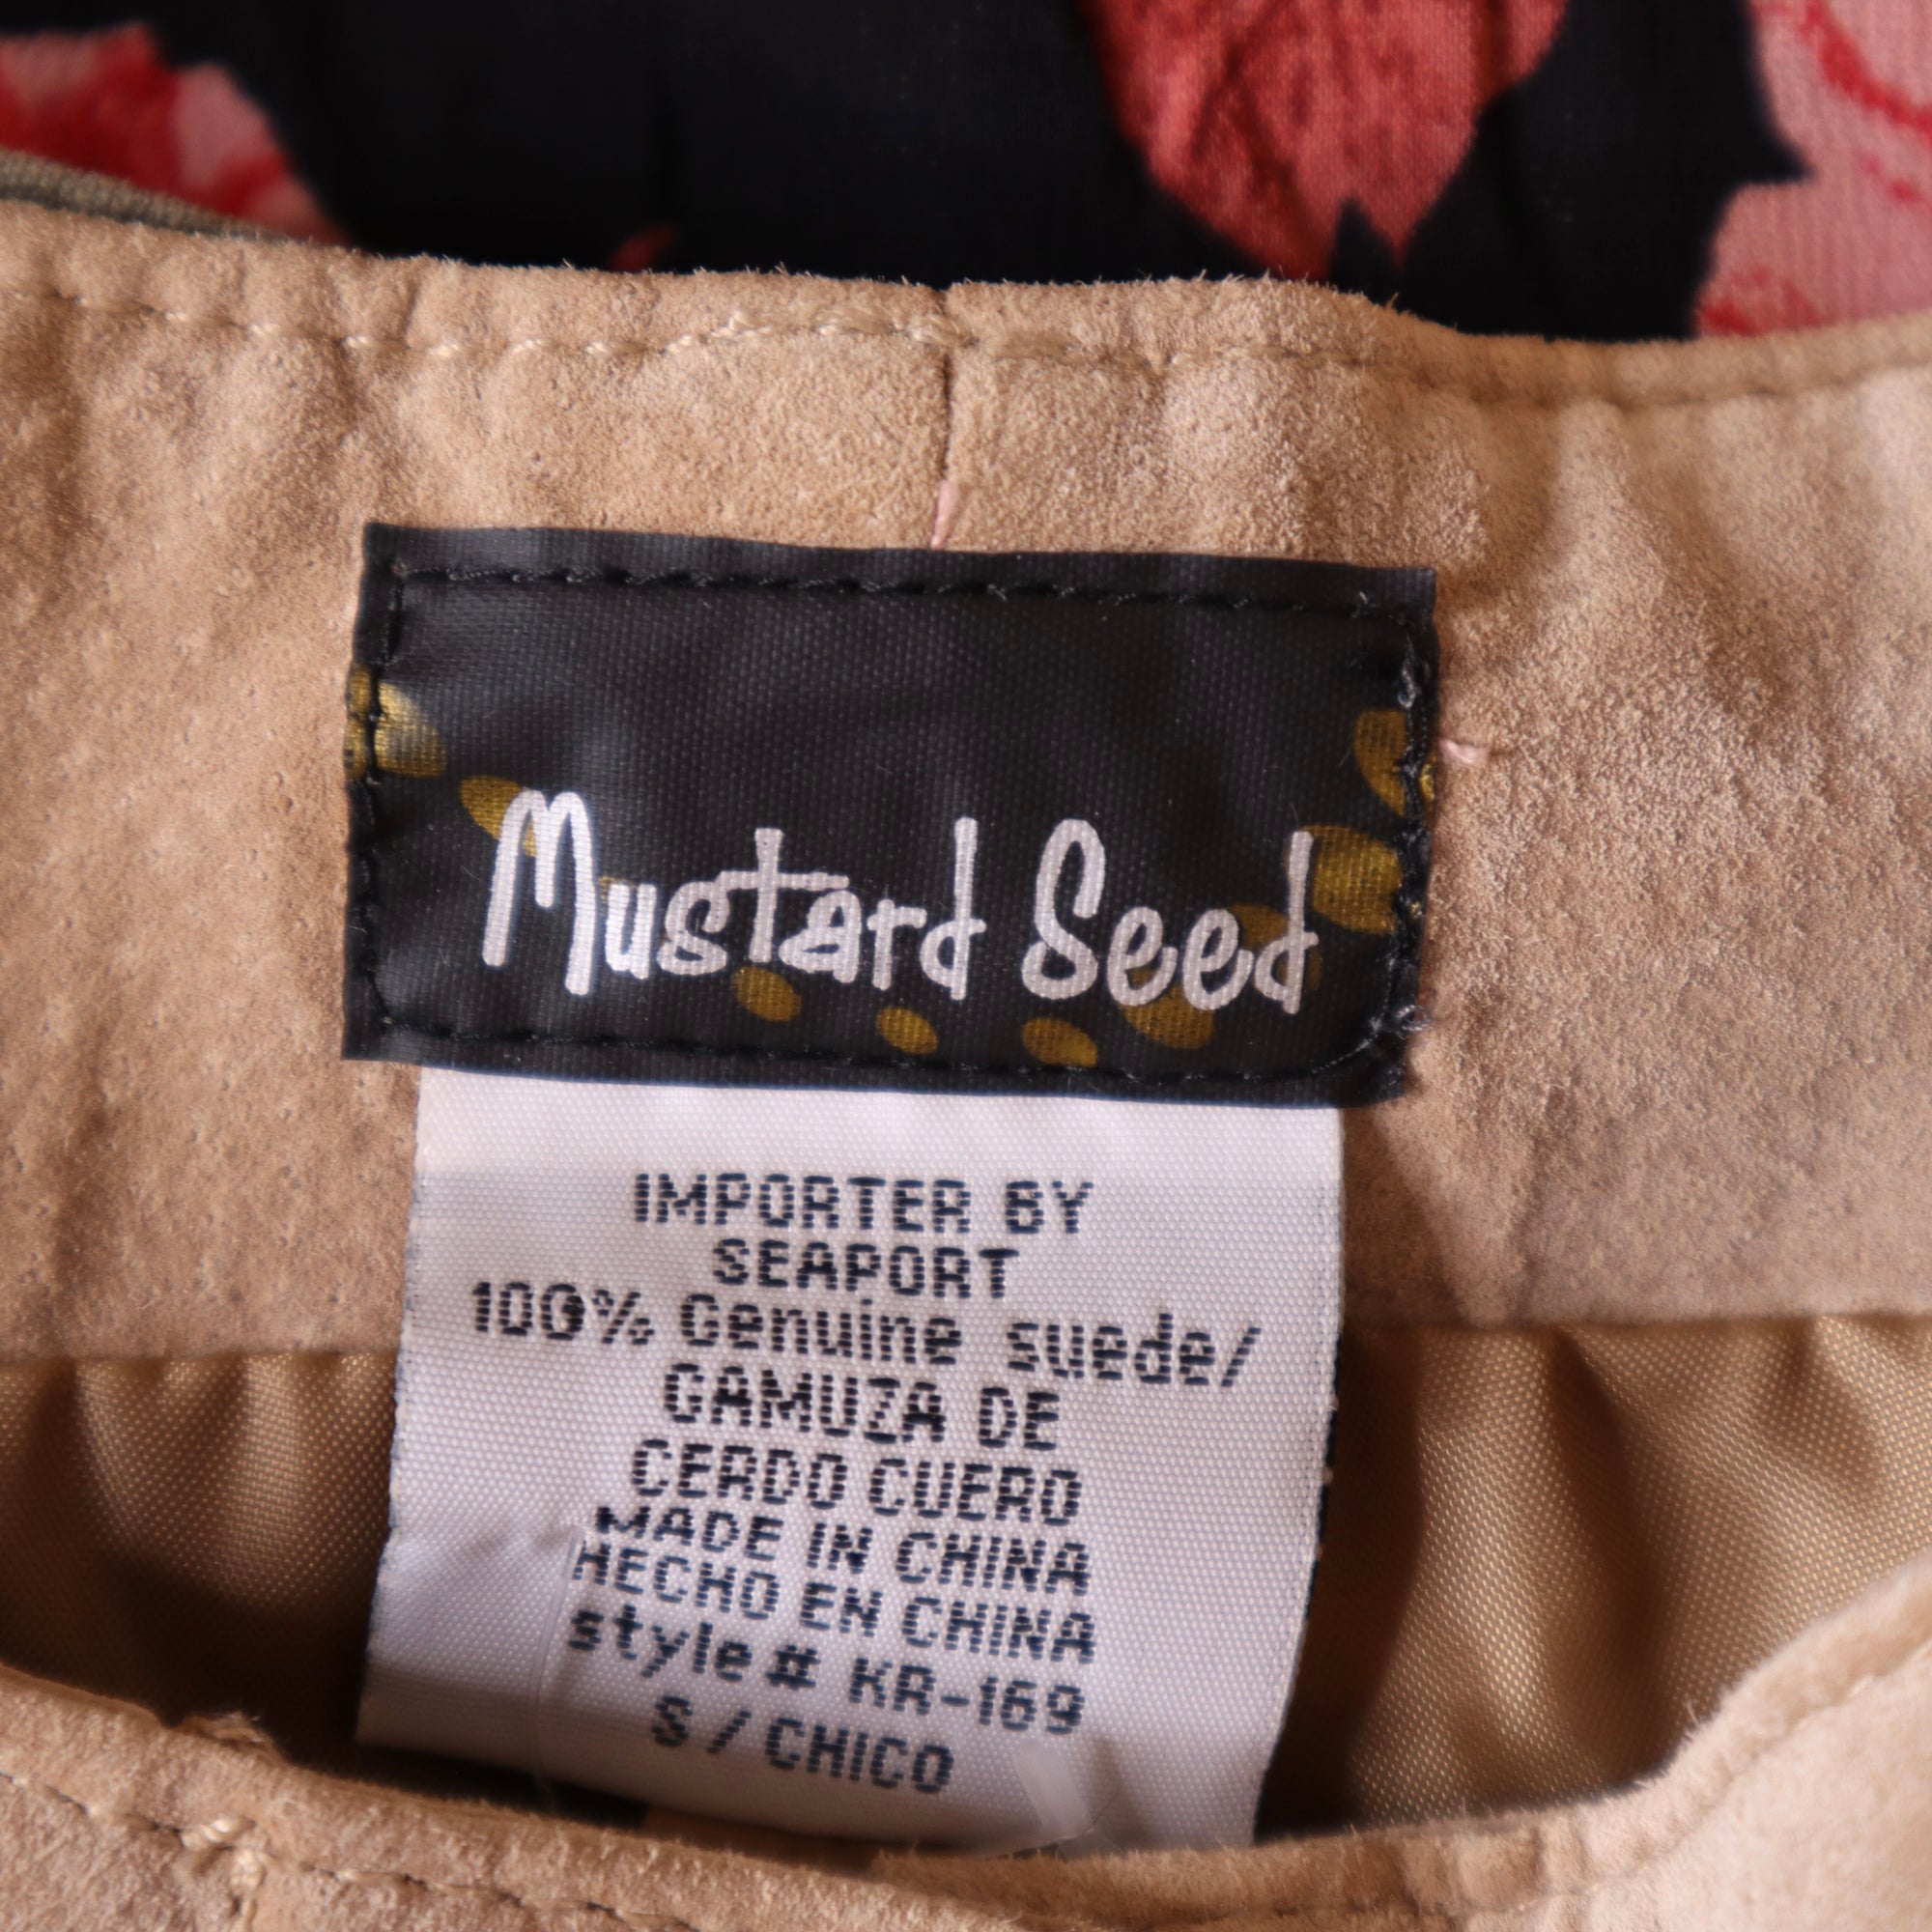 Mustard Seed
IMPORTER BY
SEAPORT
100% Genuine suede/
GAMUZA DE
CERDO CUERO
MADE IN CHINA
HECHO EN CHINA
style # KR-169
S / CHICO